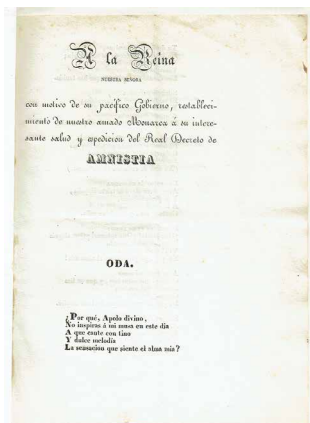 A la Reina
NUESTRA SEÑORA
con motivo de su pacífico Gobierno, restableci-
miento de nuestro amado Monarca á su intere-
sante salud y espedicion del Real Decreto de
AMNISTIA
ODA.
¿Por qué, Apolo divino,
No inspiras á mi musa en este dia
A que cante con tino
Y dulce melodía
La sensacion que siente el alma mia?